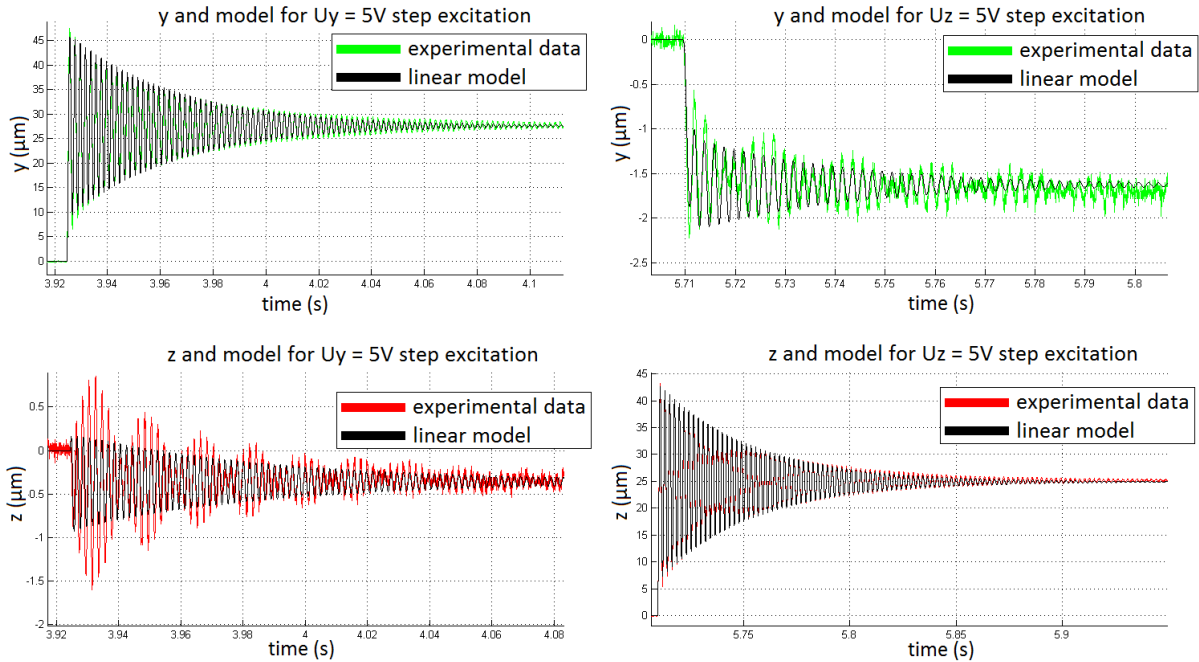 y and model for Uy = 5V step excitation
45
40
35
30
25
20
15
10
5
0
y (µm)
experimental data
linear model
3.92 3.94 3.96 3.98 4 4.02 4.04 4.06 4.08 4.1
time (s)
y and model for Uz = 5V step excitation
0
-0.5
-1
-1.5
-2
-2.5
y (µm)
experimental data
linear model
5.71 5.72 5.73 5.74 5.75 5.76 5.77 5.78 5.79 5.8
time (s)
z and model for Uy = 5V step excitation
0.5
0
-0.5
-1
-1.5
-2
z (µm)
experimental data
linear model
3.92 3.94 3.96 3.98 4 4.02 4.04 4.06 4.08
time (s)
z and model for Uz = 5V step excitation
45
40
35
30
25
20
15
10
5
0
z (µm)
experimental data
linear model
5.75 5.8 5.85 5.9
time (s)